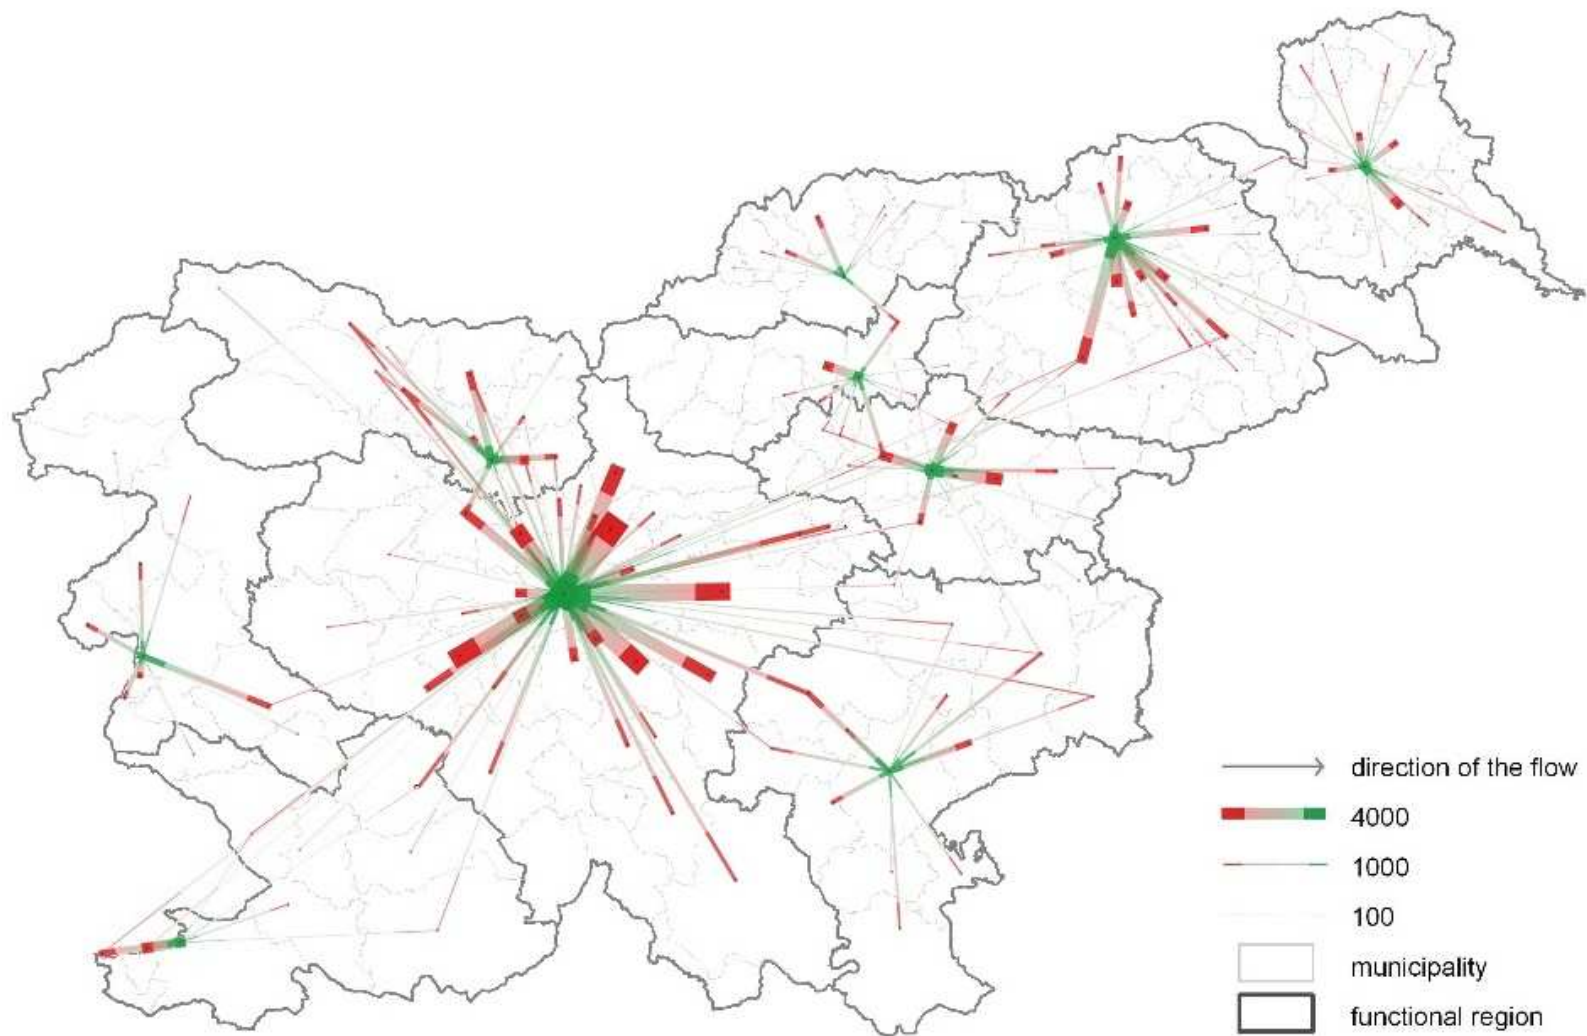 direction of the flow
4000
1000
100
municipality
functional region